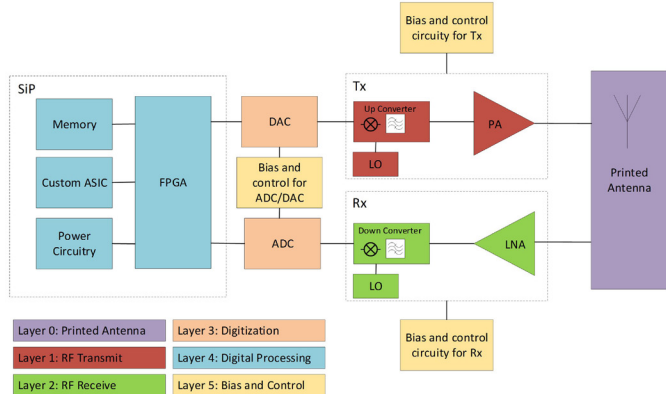 Bias and control
circuity for Tx
SiP
Memory
Custom ASIC
Power
Circuitry
FPGA
DAC
Bias and
control for
ADC/DAC
ADC
Tx
Up Converter
LO
PA
Rx
Down Converter
LO
LNA
Printed
Antenna
Bias and control
circuity for Rx
Layer 0: Printed Antenna
Layer 3: Digitization
Layer 1: RF Transmit
Layer 4: Digital Processing
Layer 2: RF Receive
Layer 5: Bias and Control